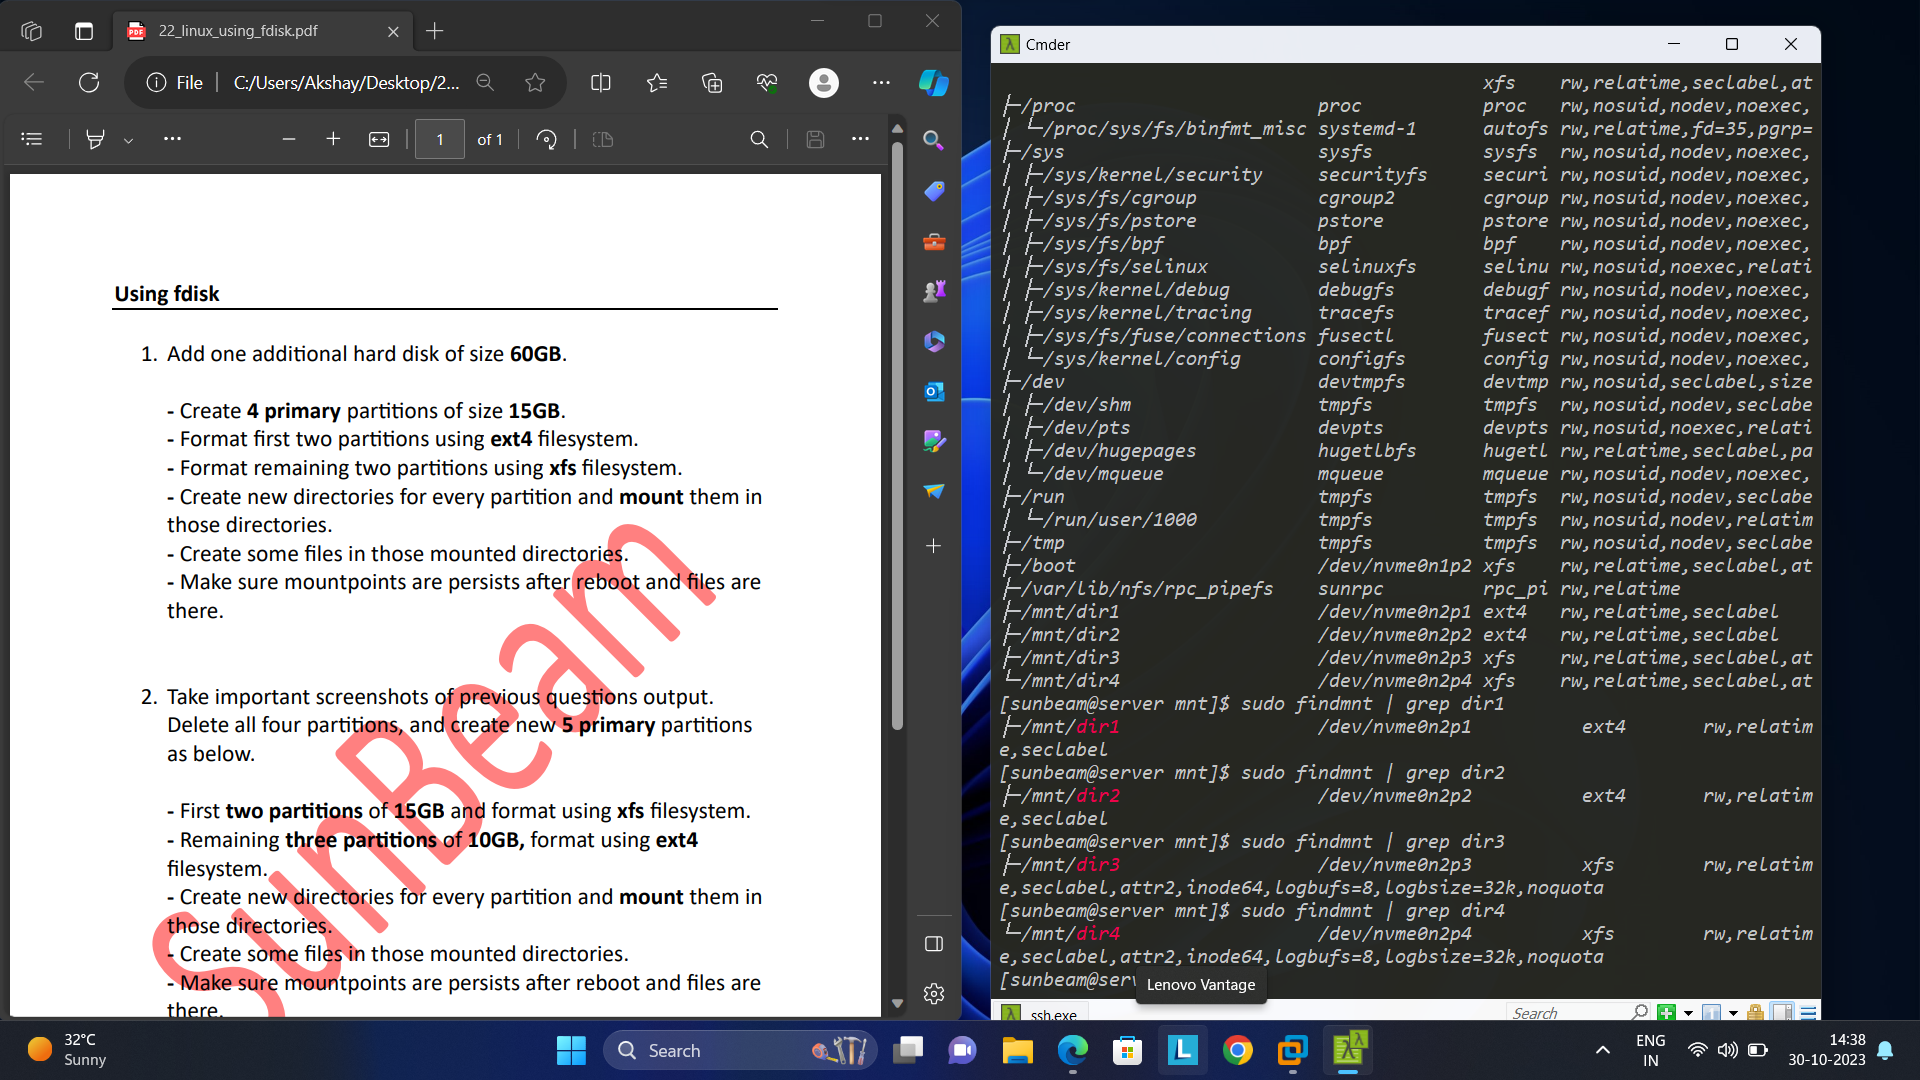 22_linux_using_fdisk.pdf
File
C:/Users/Akshay/Desktop/2...
1 of 1
Using fdisk
1. Add one additional hard disk of size 60GB.
- Create 4 primary partitions of size 15GB.
- Format first two partitions using ext4 filesystem.
- Format remaining two partitions using xfs filesystem.
- Create new directories for every partition and mount them in
those directories.
- Create some files in those mounted directories.
- Make sure mountpoints are persists after reboot and files are
there.
2. Take important screenshots of previous questions output.
Delete all four partitions, and create new 5 primary partitions
as below.
- First two partitions of 15GB and format using xfs filesystem.
- Remaining three partitions of 10GB, format using ext4
filesystem.
- Create new directories for every partition and mount them in
those directories.
- Create some files in those mounted directories.
- Make sure mountpoints are persists after reboot and files are
there.
SunBeam
Cmder
xfs rw,relatime,seclabel,at
├─/proc proc proc rw,nosuid,nodev,noexec,
│ └─/proc/sys/fs/binfmt_misc systemd-1 autofs rw,relatime,fd=35,pgrp=
├─/sys sysfs sysfs rw,nosuid,nodev,noexec,
│ ├─/sys/kernel/security securityfs securi rw,nosuid,nodev,noexec,
│ ├─/sys/fs/cgroup cgroup2 cgroup rw,nosuid,nodev,noexec,
│ ├─/sys/fs/pstore pstore pstore rw,nosuid,nodev,noexec,
│ ├─/sys/fs/bpf bpf bpf rw,nosuid,nodev,noexec,
│ ├─/sys/fs/selinux selinuxfs selinu rw,nosuid,noexec,relati
│ ├─/sys/kernel/debug debugfs debugf rw,nosuid,nodev,noexec,
│ ├─/sys/kernel/tracing tracefs tracef rw,nosuid,nodev,noexec,
│ ├─/sys/fs/fuse/connections fusectl fusect rw,nosuid,nodev,noexec,
│ └─/sys/kernel/config configfs config rw,nosuid,nodev,noexec,
├─/dev devtmpfs devtmp rw,nosuid,seclabel,size
│ ├─/dev/shm tmpfs tmpfs rw,nosuid,nodev,seclabe
│ ├─/dev/pts devpts devpts rw,nosuid,noexec,relati
│ ├─/dev/hugepages hugetlbfs hugetl rw,relatime,seclabel,pa
│ └─/dev/mqueue mqueue mqueue rw,nosuid,nodev,noexec,
├─/run tmpfs tmpfs rw,nosuid,nodev,seclabe
│ └─/run/user/1000 tmpfs tmpfs rw,nosuid,nodev,relatim
├─/tmp tmpfs tmpfs rw,nosuid,nodev,seclabe
├─/boot /dev/nvme0n1p2 xfs rw,relatime,seclabel,at
├─/var/lib/nfs/rpc_pipefs sunrpc rpc_pi rw,relatime
├─/mnt/dir1 /dev/nvme0n2p1 ext4 rw,relatime,seclabel
├─/mnt/dir2 /dev/nvme0n2p2 ext4 rw,relatime,seclabel
├─/mnt/dir3 /dev/nvme0n2p3 xfs rw,relatime,seclabel,at
└─/mnt/dir4 /dev/nvme0n2p4 xfs rw,relatime,seclabel,at
[sunbeam@server mnt]$ sudo findmnt | grep dir1
├─/mnt/dir1 /dev/nvme0n2p1 ext4 rw,relatim
e,seclabel
[sunbeam@server mnt]$ sudo findmnt | grep dir2
├─/mnt/dir2 /dev/nvme0n2p2 ext4 rw,relatim
e,seclabel
[sunbeam@server mnt]$ sudo findmnt | grep dir3
├─/mnt/dir3 /dev/nvme0n2p3 xfs rw,relatim
e,seclabel,attr2,inode64,logbufs=8,logbsize=32k,noquota
[sunbeam@server mnt]$ sudo findmnt | grep dir4
└─/mnt/dir4 /dev/nvme0n2p4 xfs rw,relatim
e,seclabel,attr2,inode64,logbufs=8,logbsize=32k,noquota
[sunbeam@serv
Lenovo Vantage
ssh.exe
Search
32°C
Sunny
Search
ENG
IN
14:38
30-10-2023